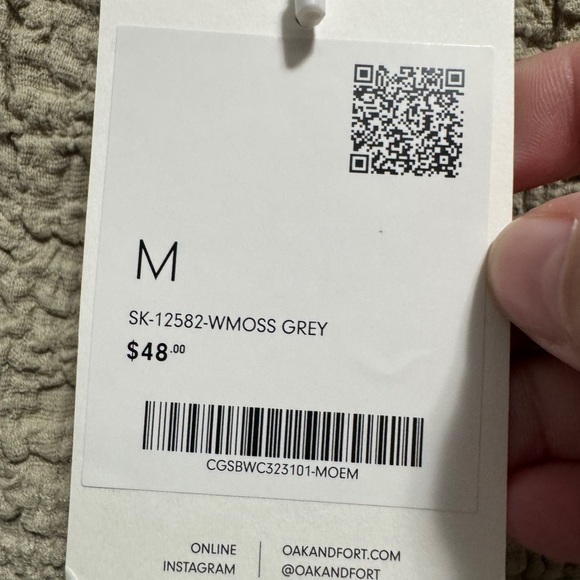 M
SK-12582-WMOSS GREY
$48.00
CGSBWC323101-MOEM
ONLINE | OAKANDFORT.COM
INSTAGRAM | @OAKANDFORT